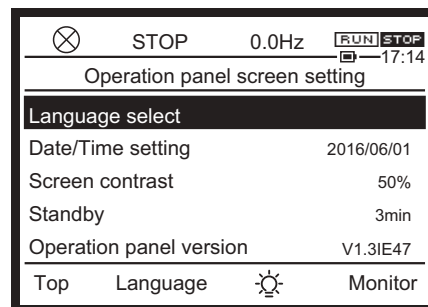 STOP 0.0Hz RUN STOP
17:14
Operation panel screen setting
Language select
Date/Time setting 2016/06/01
Screen contrast 50%
Standby 3min
Operation panel version V1.3IE47
Top Language Monitor